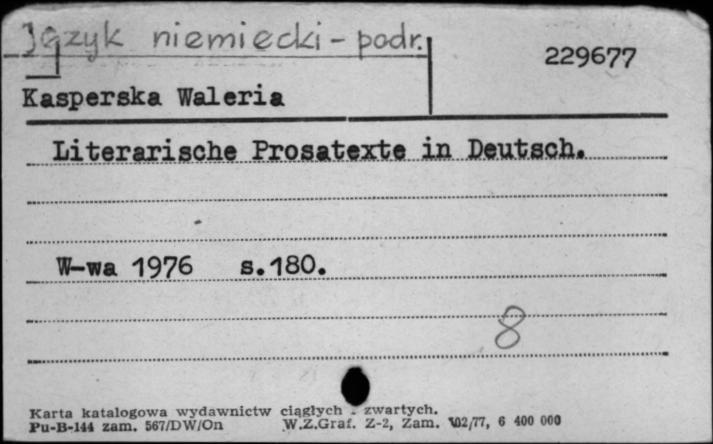 Język niemiecki - podr.
229677
Kasperska Waleria
Literarische Prosatexte in Deutsch.
W-wa 1976 s.180.
8
Karta katalogowa wydawnictw ciągłych - zwartych.
Pu-B-144 zam. 567/DW/On W.Z.Graf. Z-2, Zam. 102/77, 6 400 000